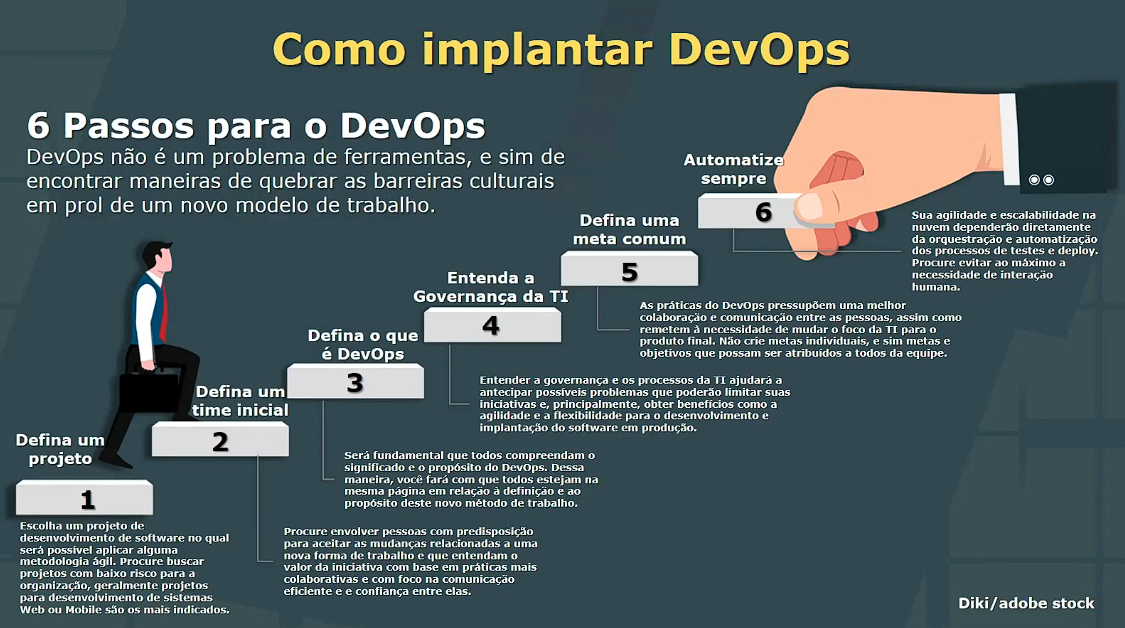 Como implantar DevOps
6 Passos para o DevOps
DevOps não é um problema de ferramentas, e sim de
encontrar maneiras de quebrar as barreiras culturais
em prol de um novo modelo de trabalho.
Defina um
projeto
1
Escolha um projeto de
desenvolvimento de software no qual
será possível aplicar alguma
metodologia ágil. Procure buscar
projetos com baixo risco para a
organização, geralmente projetos
para desenvolvimento de sistemas
Web ou Mobile são os mais indicados.
Defina um
time inicial
2
Procure envolver pessoas com predisposição
para aceitar as mudanças relacionadas a uma
nova forma de trabalho e que entendam o
valor da iniciativa com base em práticas mais
colaborativas e com foco na comunicação
eficiente e e confiança entre elas.
Defina o que
é DevOps
3
Será fundamental que todos compreendam o
significado e o propósito do DevOps. Dessa
maneira, você fará com que todos estejam na
mesma página em relação à definição e ao
propósito deste novo método de trabalho.
Entenda a
Governança da TI
4
Entender a governança e os processos da TI ajudará a
antecipar possíveis problemas que poderão limitar suas
iniciativas e, principalmente, obter benefícios como a
agilidade e a flexibilidade para o desenvolvimento e
implantação do software em produção.
Defina uma
meta comum
5
As práticas do DevOps pressupõem uma melhor
colaboração e comunicação entre as pessoas, assim como
remetem à necessidade de mudar o foco da TI para o
produto final. Não crie metas individuais, e sim metas e
objetivos que possam ser atribuídos a todos da equipe.
Automatize
sempre
6
Sua agilidade e escalabilidade na
nuvem dependerão diretamente
da orquestração e automatização
dos processos de testes e deploy.
Procure evitar ao máximo a
necessidade de interação
humana.
Diki/adobe stock